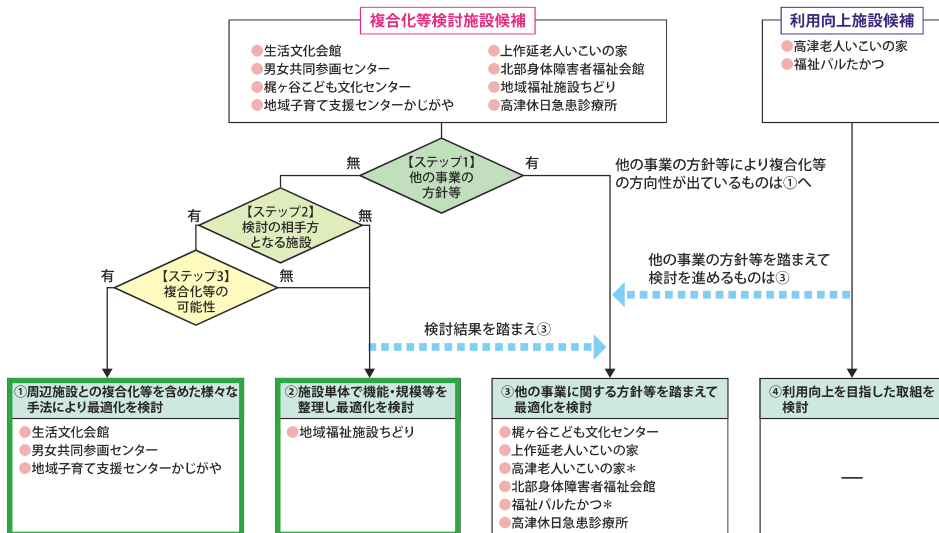 複合化等検討施設候補
●生活文化会館
●男女共同参画センター
●梶ヶ谷こども文化センター
●地域子育て支援センターかじがや
●上作延老人いこいの家
●北部身体障害者福祉会館
●地域福祉施設ちどり
●高津休日急患診療所
利用向上施設候補
●高津老人いこいの家
●福祉パルたかつ
【ステップ1】
他の事業の
方針等
無
有
他の事業の方針等により複合化等
の方向性が出ているものは①へ
【ステップ2】
検討の相手方
となる施設
有
無
【ステップ3】
複合化等の
可能性
有
無
他の事業の方針等を踏まえて
検討を進めるものは③
検討結果を踏まえ③
①周辺施設との複合化等を含めた様々な
手法により最適化を検討
●生活文化会館
●男女共同参画センター
●地域子育て支援センターかじがや
②施設単体で機能・規模等を
整理し最適化を検討
●地域福祉施設ちどり
③他の事業に関する方針等を踏まえて
最適化を検討
●梶ヶ谷こども文化センター
●上作延老人いこいの家
●高津老人いこいの家＊
●北部身体障害者福祉会館
●福祉パルたかつ＊
●高津休日急患診療所
④利用向上を目指した取組を
検討
―